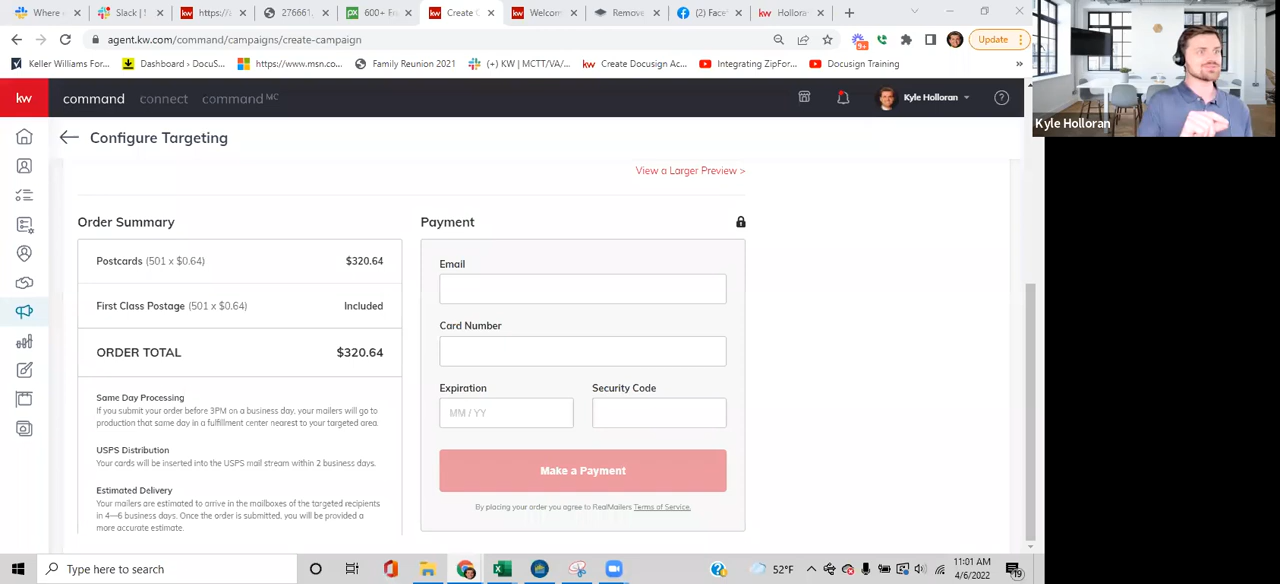 Where
Slack | S
https://
276661,
600+ Fr
Create C
Welcom
Remove
(2) Face
Hollora
agent.kw.com/command/campaigns/create-campaign
Update
Keller Williams For...
Dashboard › DocuS...
https://www.msn.co...
Family Reunion 2021
(+) KW | MCTT/VA/...
Create Docusign Ac...
Integrating ZipFor...
Docusign Training
»
kw
command
connect
command MC
Kyle Holloran
Kyle Holloran
Configure Targeting
View a Larger Preview >
Order Summary
Postcards (501 x $0.64) $320.64
First Class Postage (501 x $0.64) Included
ORDER TOTAL $320.64
Same Day Processing
If you submit your order before 3PM on a business day, your mailers will go to
production that same day in a fulfillment center nearest to your targeted area.
USPS Distribution
Your cards will be inserted into the USPS mail stream within 2 business days.
Estimated Delivery
Your mailers are estimated to arrive in the mailboxes of the targeted recipients
in 4—6 business days. Once the order is submitted, you will be provided a
more accurate estimate.
Payment
Email
Card Number
Expiration
Security Code
MM / YY
Make a Payment
By placing your order you agree to RealMailers Terms of Service.
Type here to search
52°F
11:01 AM
4/6/2022
19